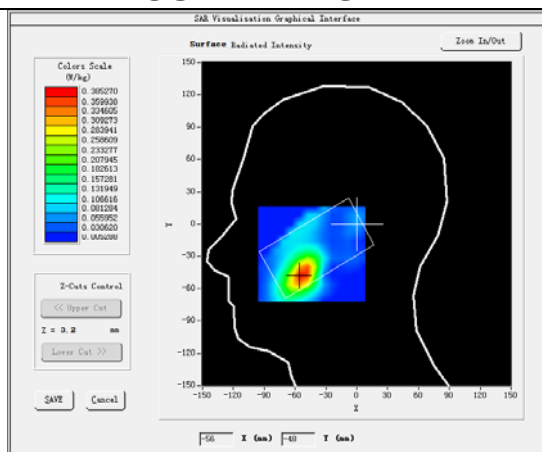 SAR Visualisation Graphical Interface
Surface Radiated Intensity
Zoom In/Out
Colors Scale
(W/kg)
0.385270
0.359938
0.334605
0.309273
0.283941
0.258609
0.233277
0.207945
0.182613
0.157281
0.131949
0.106616
0.081284
0.055952
0.030620
0.005288
Z-Cuts Control
<< Upper Cut
Z = 3.2 mm
Lower Cut >>
SAVE
Cancel
150
120
90
60
30
0
-30
-60
-90
-120
-150
Y
-150 -120 -90 -60 -30 0 30 60 90 120 150
X
-56 X (mm) -48 Y (mm)